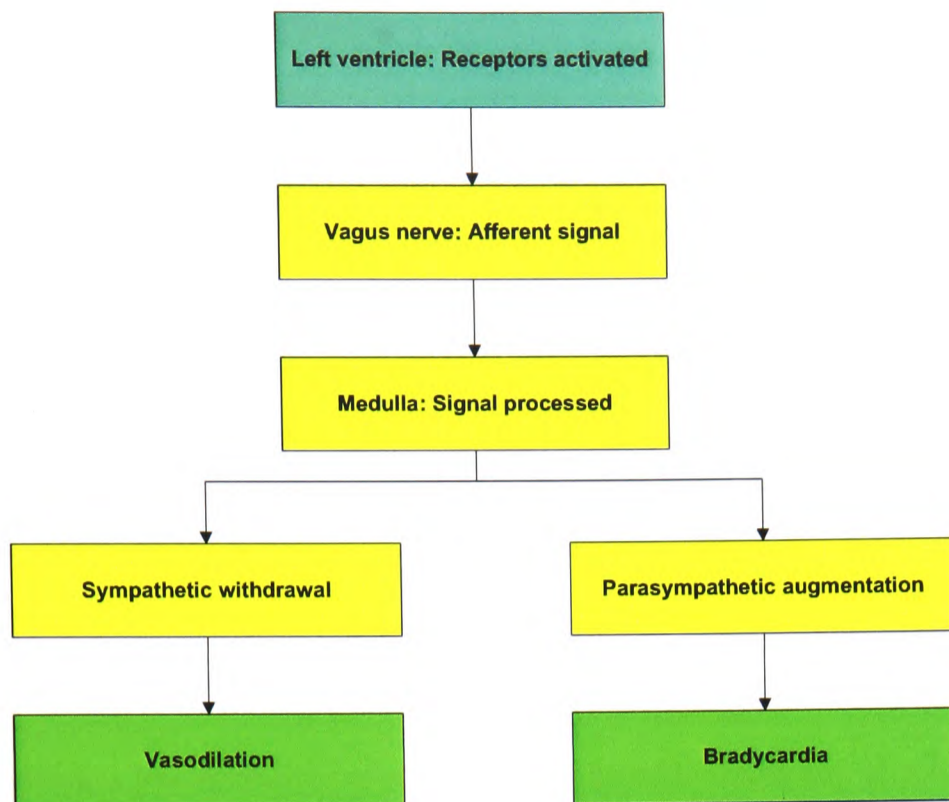 Left ventricle: Receptors activated
Vagus nerve: Afferent signal
Medulla: Signal processed
Sympathetic withdrawal
Parasympathetic augmentation
Vasodilation
Bradycardia